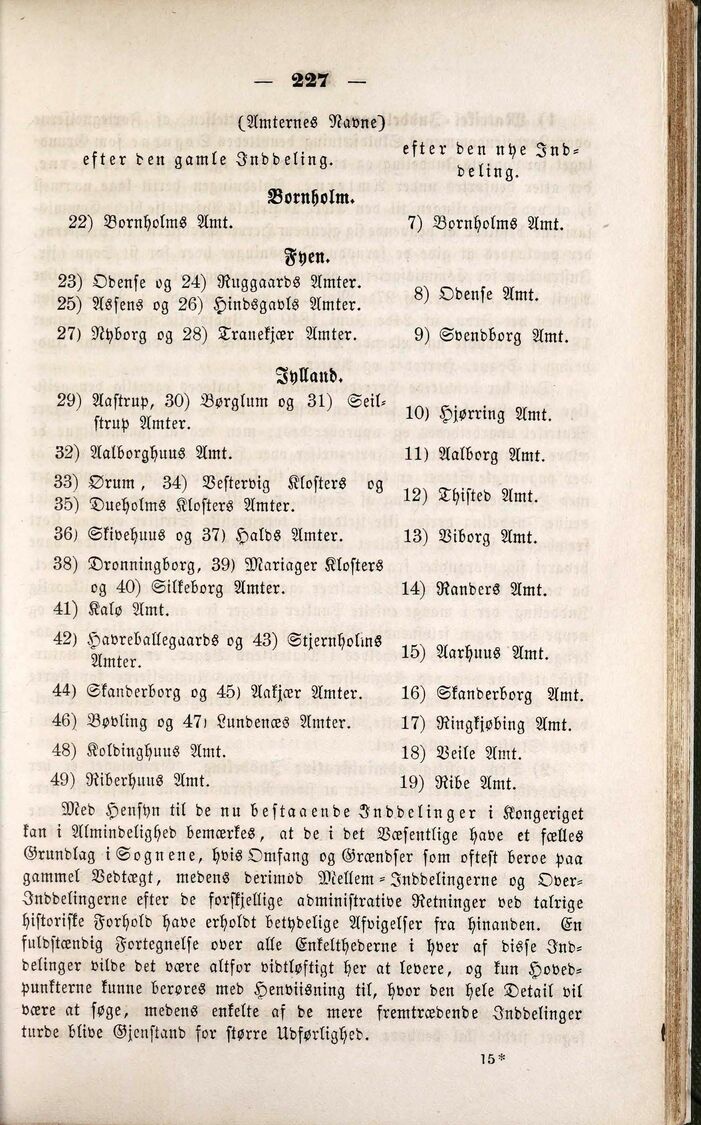 — 227 —
(Amternes Navne)
efter den gamle Inddeling.
efter den nye Ind-
deling.
Bornholm.
22) Bornholms Amt.
7) Bornholms Amt.
Fyen.
23) Odense og 24) Ruggaards Amter.
25) Assens og 26) Hindsgavls Amter.
8) Odense Amt.
27) Nyborg og 28) Tranekjær Amter.
9) Svendborg Amt.
Jylland.
29) Aastrup, 30) Børglum og 31) Seil-
strup Amter.
10) Hjørring Amt.
32) Aalborghuus Amt.
11) Aalborg Amt.
33) Ørum, 34) Vestervig Klosters og
35) Dueholms Klosters Amter.
12) Thisted Amt.
36) Skivehuus og 37) Halds Amter.
13) Viborg Amt.
38) Dronningborg, 39) Mariager Klosters
og 40) Silkeborg Amter.
41) Kalø Amt.
14) Randers Amt.
42) Havreballegaards og 43) Stjernholms
Amter.
15) Aarhuus Amt.
44) Skanderborg og 45) Aakjær Amter.
16) Skanderborg Amt.
46) Bøvling og 47) Lundenæs Amter.
17) Ringkjøbing Amt.
48) Koldinghuus Amt.
18) Veile Amt.
49) Riberhuus Amt.
19) Ribe Amt.
Med Hensyn til de nu bestaaende Inddelinger i Kongeriget
kan i Almindelighed bemærkes, at de i det Væsentlige have et fælles
Grundlag i Sognene, hvis Omfang og Grændser som oftest beroe paa
gammel Vedtægt, medens derimod Mellem-Inddelingerne og Over-
Inddelingerne efter de forskjellige administrative Retninger ved talrige
historiske Forhold have erholdt betydelige Afvigelser fra hinanden. En
fuldstændig Fortegnelse over alle Enkelthederne i hver af disse Ind-
delinger vilde det være altfor vidtløftigt her at levere, og kun Hoved-
punkterne kunne berøres med Henviisning til, hvor den hele Detail vil
være at søge, medens enkelte af de mere fremtrædende Inddelinger
turde blive Gjenstand for større Udførlighed.
15*